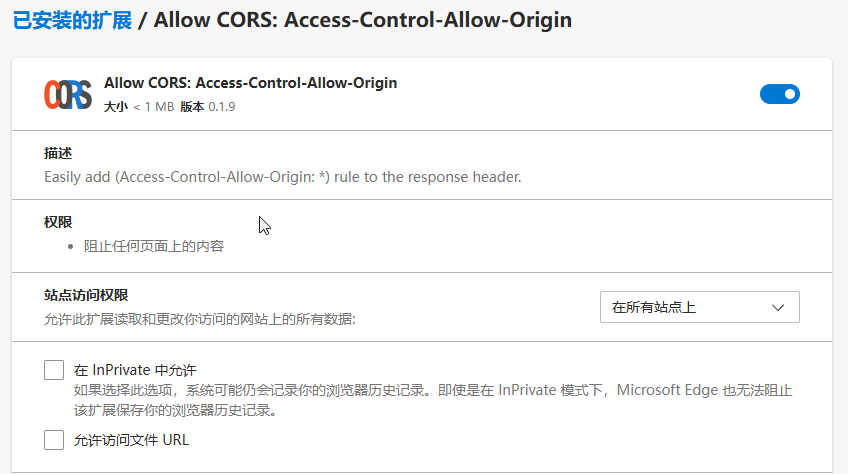 已安装的扩展 / Allow CORS: Access-Control-Allow-Origin
CORS
Allow CORS: Access-Control-Allow-Origin
大小 < 1 MB 版本 0.1.9
描述
Easily add (Access-Control-Allow-Origin: *) rule to the response header.
权限
• 阻止任何页面上的内容
站点访问权限
允许此扩展读取和更改你访问的网站上的所有数据:
在所有站点上
在 InPrivate 中允许
如果选择此选项，系统可能仍会记录你的浏览器历史记录。即使是在 InPrivate 模式下，Microsoft Edge 也无法阻止
该扩展保存你的浏览器历史记录。
允许访问文件 URL